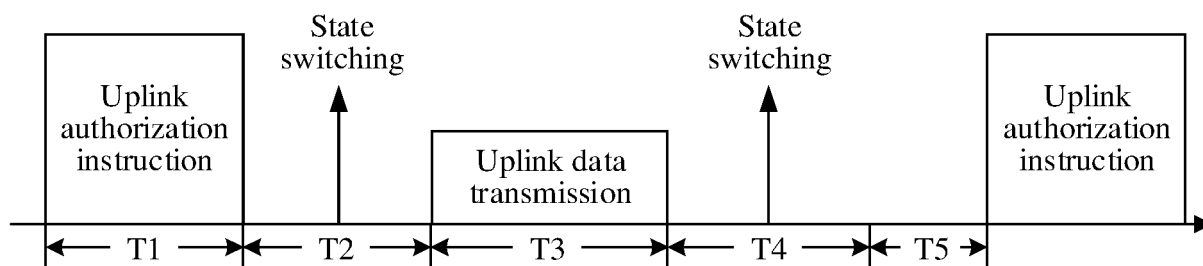 State
switching
State
switching
Uplink
authorization
instruction
Uplink data
transmission
Uplink
authorization
instruction
T1
T2
T3
T4
T5